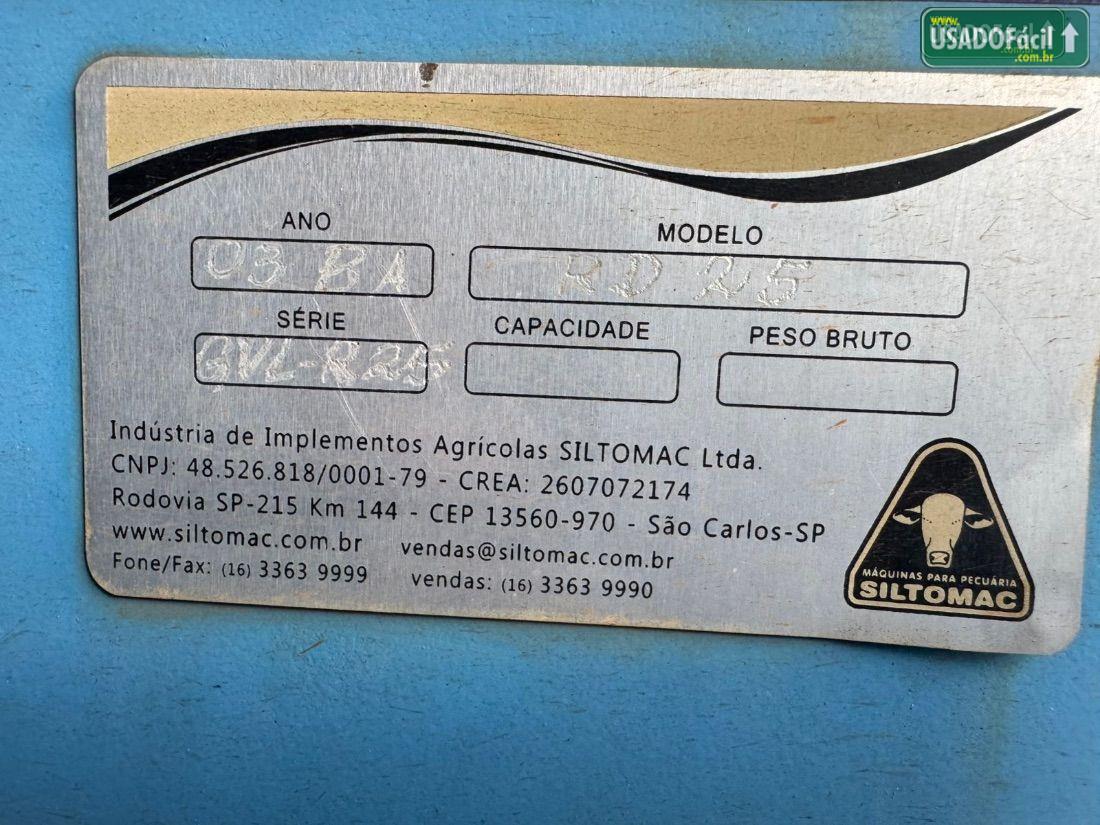 www.
USADOFácil
.com.br
ANO
MODELO
03 BA
RD 25
SÉRIE
CAPACIDADE
PESO BRUTO
GVL-R25
Indústria de Implementos Agrícolas SILTOMAC Ltda.
CNPJ: 48.526.818/0001-79 - CREA: 2607072174
Rodovia SP-215 Km 144 - CEP 13560-970 - São Carlos-SP
www.siltomac.com.br vendas@siltomac.com.br
Fone/Fax: (16) 3363 9999 vendas: (16) 3363 9990
MÁQUINAS PARA PECUÁRIA
SILTOMAC